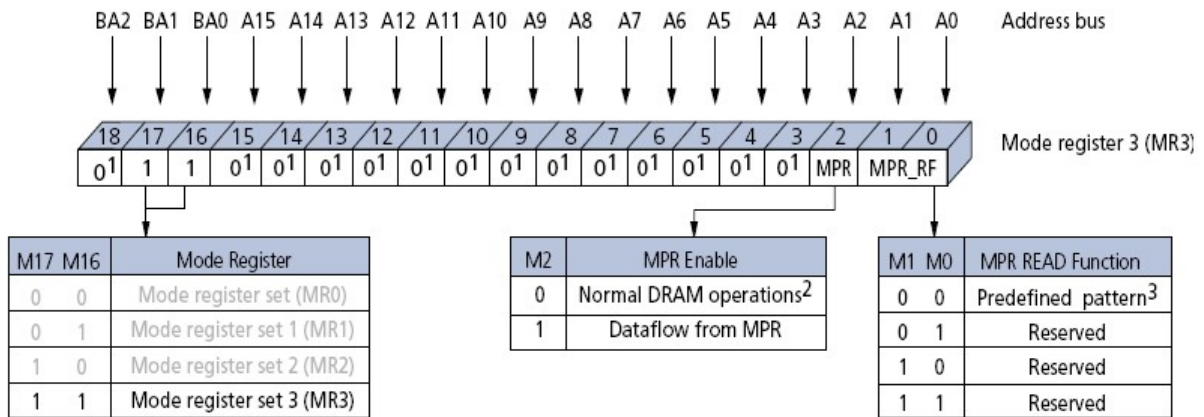 BA2 BA1 BA0 A15 A14 A13 A12 A11 A10 A9 A8 A7 A6 A5 A4 A3 A2 A1 A0 Address bus
18 17 16 15 14 13 12 11 10 9 8 7 6 5 4 3 2 1 0 Mode register 3 (MR3)
0¹ 1 1 0¹ 0¹ 0¹ 0¹ 0¹ 0¹ 0¹ 0¹ 0¹ 0¹ 0¹ 0¹ 0¹ MPR MPR_RF
M17 M16 Mode Register
0 0 Mode register set (MR0)
0 1 Mode register set 1 (MR1)
1 0 Mode register set 2 (MR2)
1 1 Mode register set 3 (MR3)
M2 MPR Enable
0 Normal DRAM operations²
1 Dataflow from MPR
M1 M0 MPR READ Function
0 0 Predefined pattern³
0 1 Reserved
1 0 Reserved
1 1 Reserved